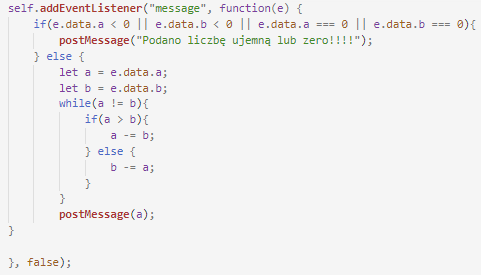 self.addEventListener("message", function(e) {
    if(e.data.a < 0 || e.data.b < 0 || e.data.a === 0 || e.data.b === 0){
        postMessage("Podano liczbę ujemną lub zero!!!!");
    } else {
        let a = e.data.a;
        let b = e.data.b;
        while(a != b){
            if(a > b){
                a -= b;
            } else {
                b -= a;
            }
        }
        postMessage(a);
}

}, false);